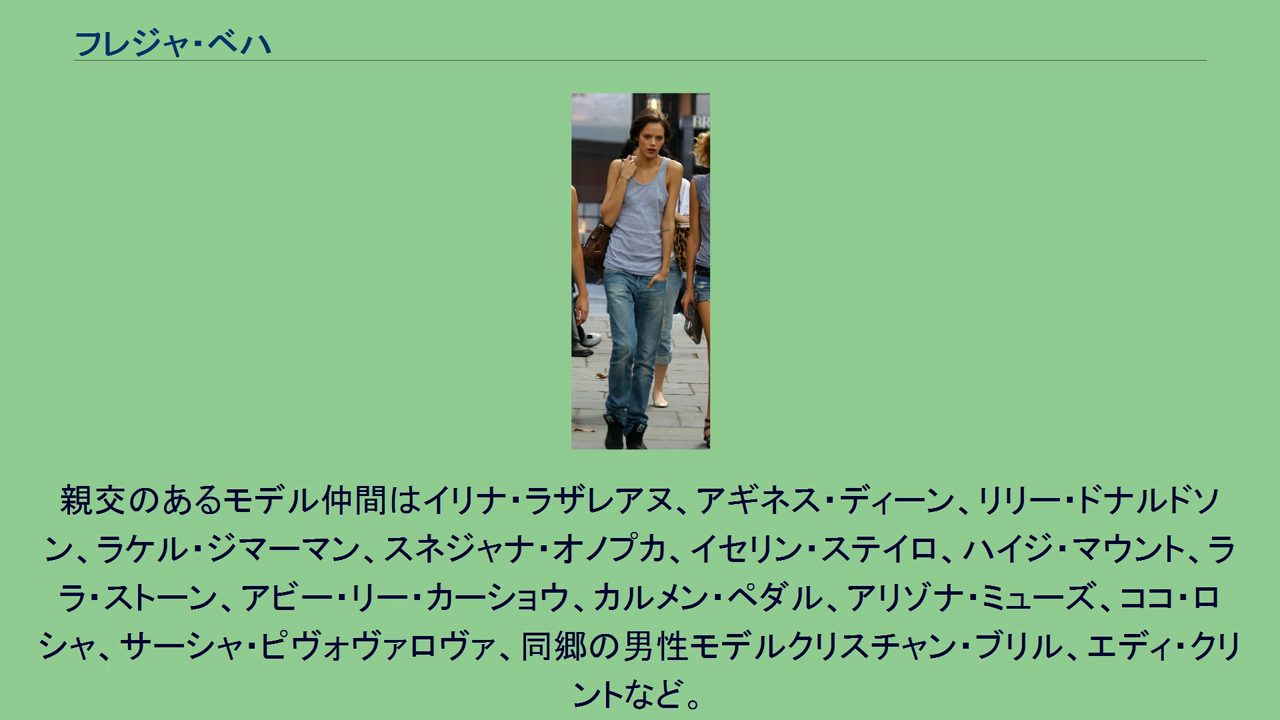 フレジャ・ベハ
BR
親交のあるモデル仲間はイリナ・ラザレアヌ、アギネス・ディーン、リリー・ドナルドソ
ン、ラケル・ジマーマン、スネジャナ・オノプカ、イセリン・ステイロ、ハイジ・マウント、ラ
ラ・ストーン、アビー・リー・カーショウ、カルメン・ペダル、アリゾナ・ミューズ、ココ・ロ
シャ、サーシャ・ピヴォヴァロヴァ、同郷の男性モデルクリスチャン・ブリル、エディ・クリ
ントなど。